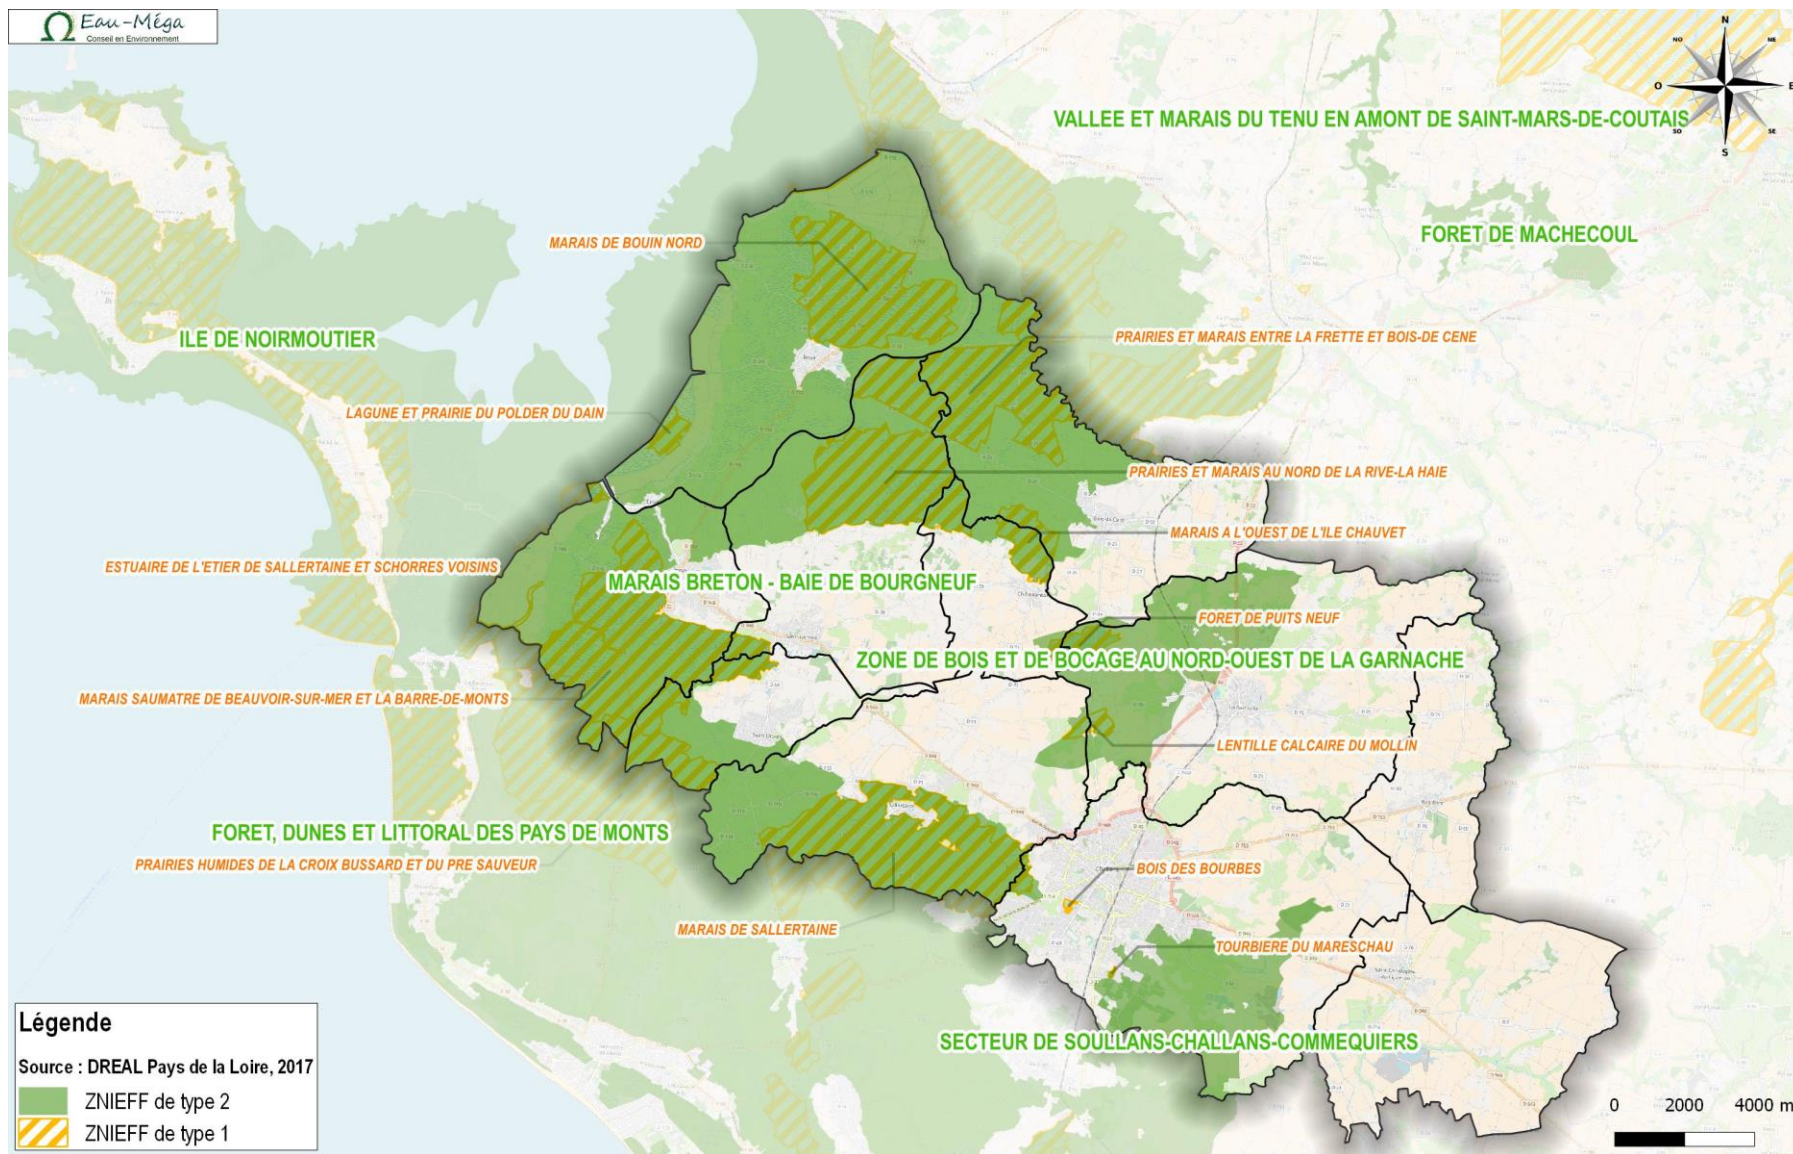 Eau-Méga
Conseil en Environnement
N
NO
NE
O
E
SO
SE
S
VALLEE ET MARAIS DU TENU EN AMONT DE SAINT-MARS-DE-COUTAIS
FORET DE MACHECOUL
MARAIS DE BOUIN NORD
ILE DE NOIRMOUTIER
PRAIRIES ET MARAIS ENTRE LA FRETTE ET BOIS-DE CENE
LAGUNE ET PRAIRIE DU POLDER DU DAIN
PRAIRIES ET MARAIS AU NORD DE LA RIVE-LA HAIE
MARAIS A L'OUEST DE L'ILE CHAUVET
ESTUAIRE DE L'ETIER DE SALLERTAINE ET SCHORRES VOISINS
MARAIS BRETON - BAIE DE BOURGNEUF
FORET DE PUITS NEUF
ZONE DE BOIS ET DE BOCAGE AU NORD-OUEST DE LA GARNACHE
MARAIS SAUMATRE DE BEAUVOIR-SUR-MER ET LA BARRE-DE-MONTS
LENTILLE CALCAIRE DU MOLLIN
FORET, DUNES ET LITTORAL DES PAYS DE MONTS
PRAIRIES HUMIDES DE LA CROIX BUSSARD ET DU PRE SAUVEUR
BOIS DES BOURBES
MARAIS DE SALLERTAINE
TOURBIERE DU MARESCHAU
SECTEUR DE SOULLANS-CHALLANS-COMMEQUIERS
Légende
Source : DREAL Pays de la Loire, 2017
ZNIEFF de type 2
ZNIEFF de type 1
0 2000 4000 m